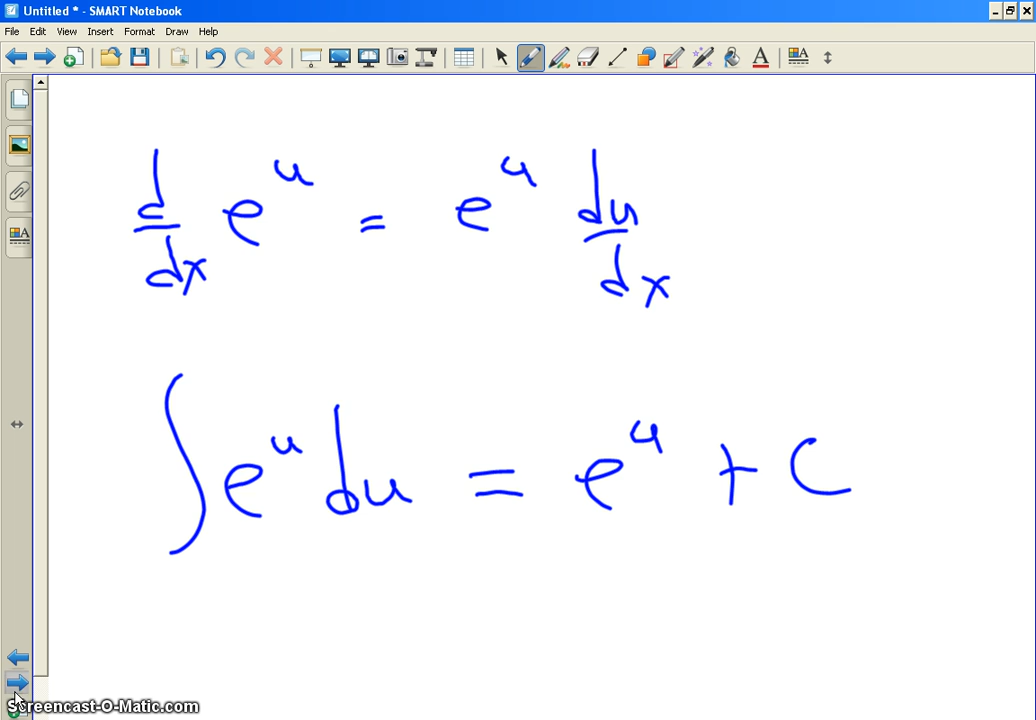 Untitled * - SMART Notebook
File Edit View Insert Format Draw Help
d/dx e^u = e^u du/dx
∫ e^u du = e^u + C
Screencast-O-Matic.com